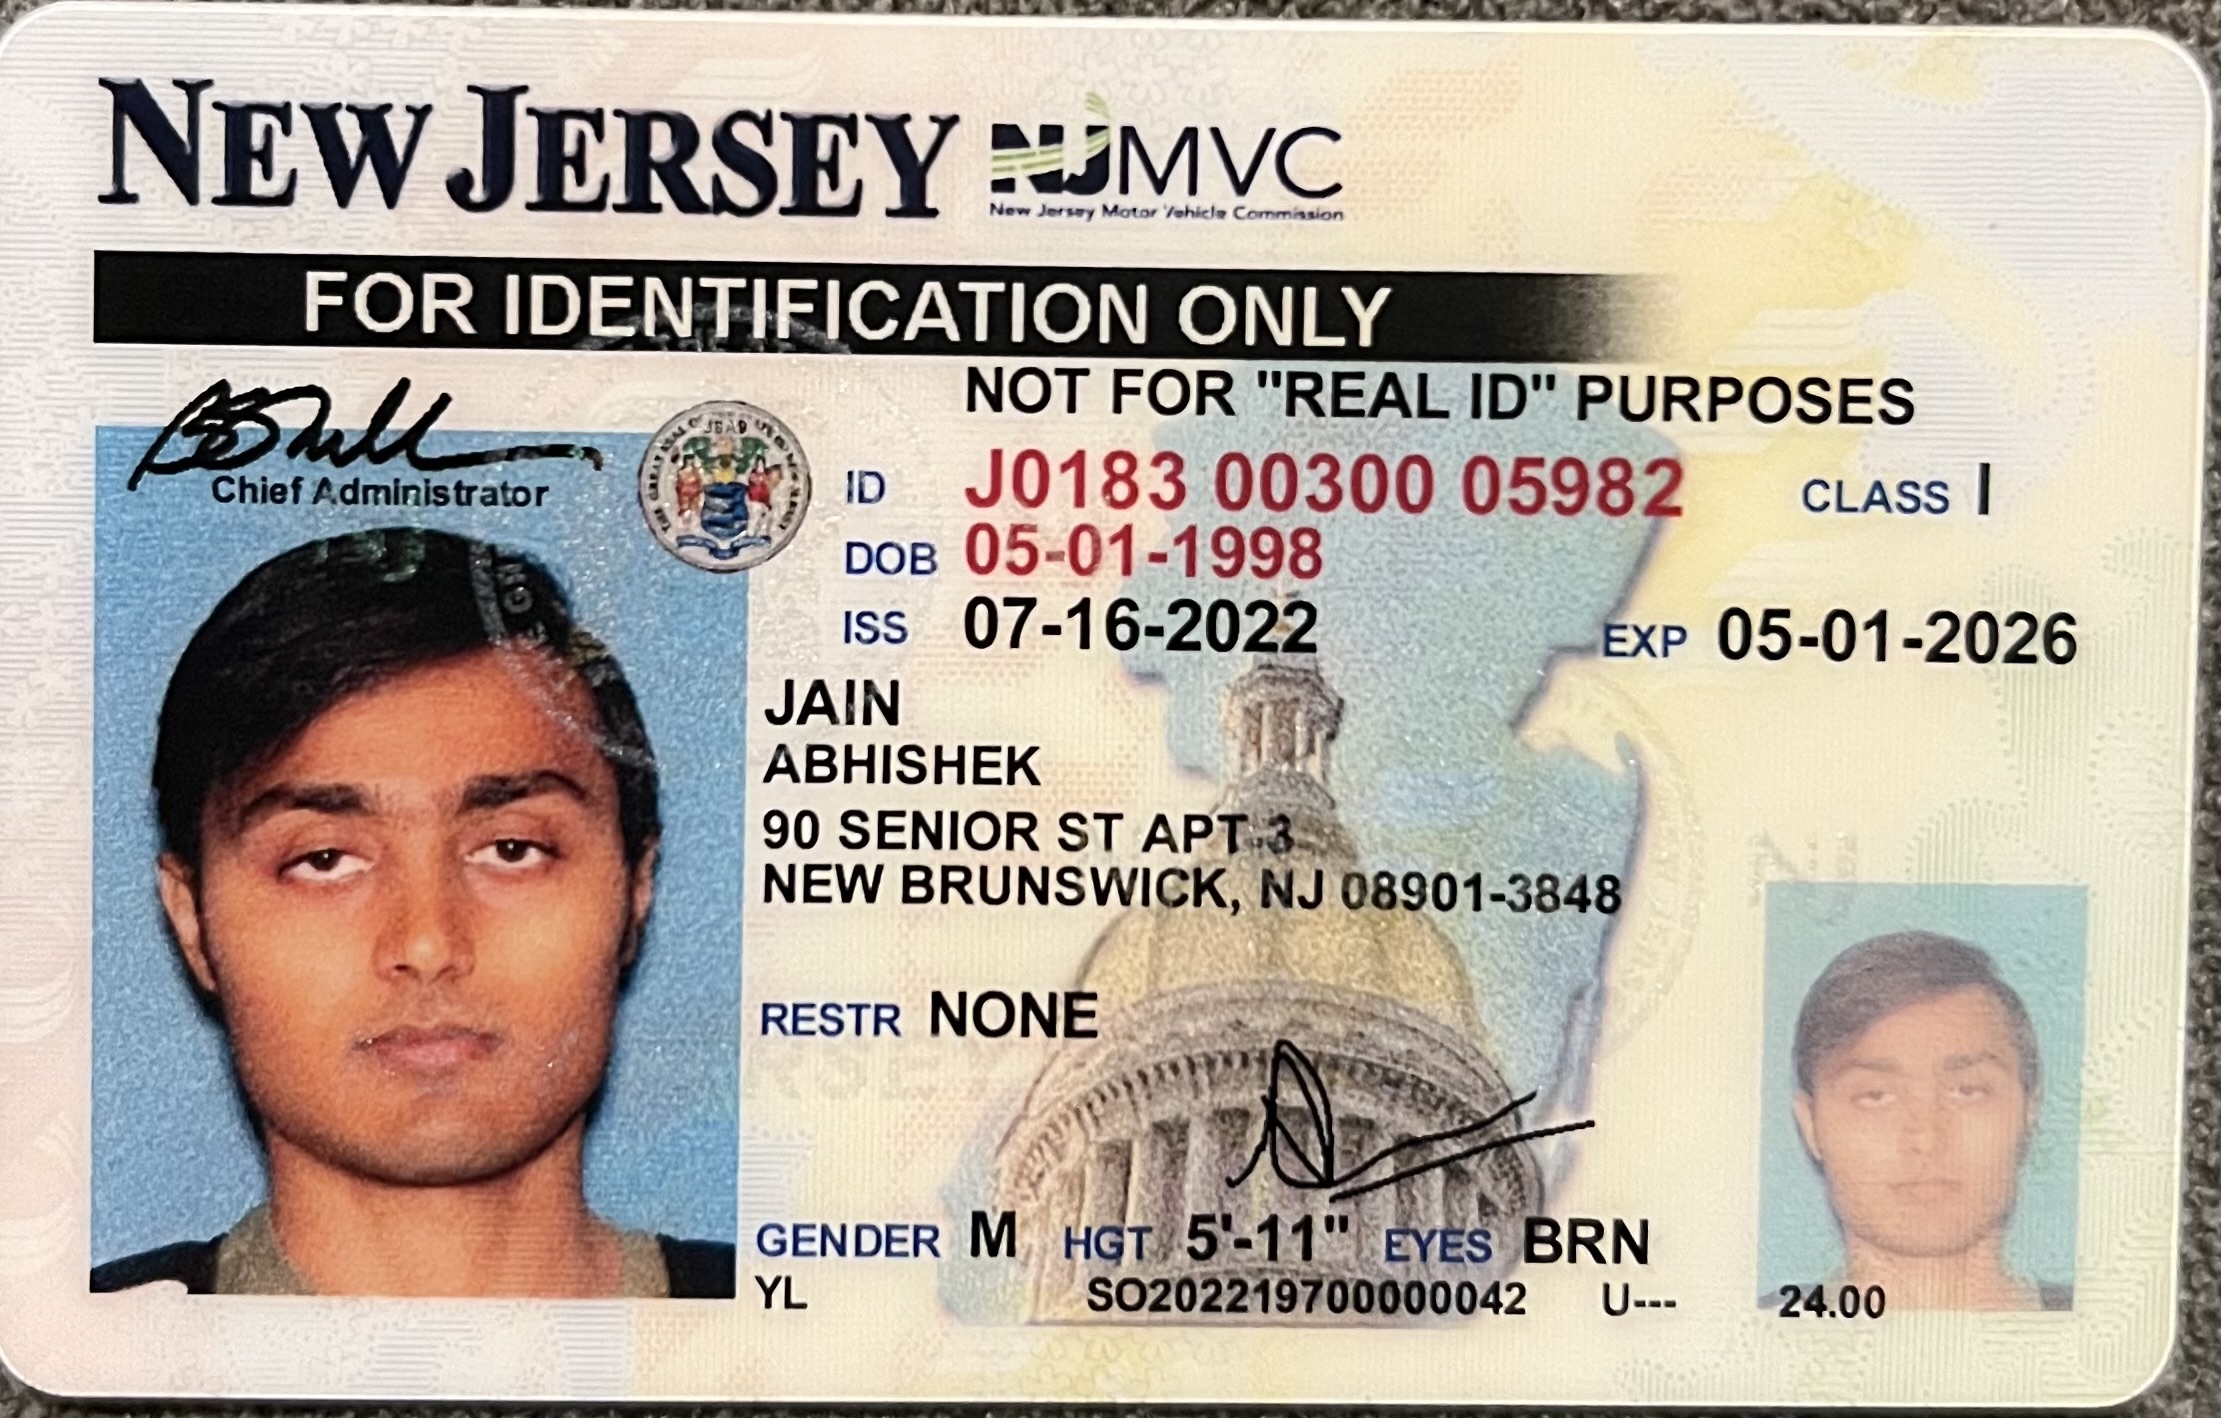 NEW JERSEY NJMVC
New Jersey Motor Vehicle Commission
FOR IDENTIFICATION ONLY
NOT FOR "REAL ID" PURPOSES
Chief Administrator
ID J0183 00300 05982 CLASS I
DOB 05-01-1998
ISS 07-16-2022 EXP 05-01-2026
JAIN
ABHISHEK
90 SENIOR ST APT 3
NEW BRUNSWICK, NJ 08901-3848
RESTR NONE
GENDER M HGT 5'-11" EYES BRN
YL SO202219700000042 U--- 24.00